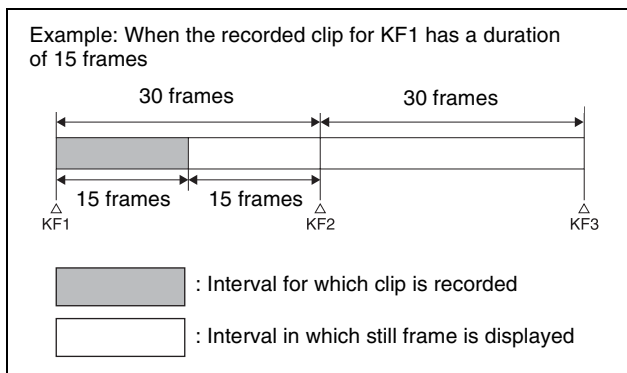 Example: When the recorded clip for KF1 has a duration
of 15 frames
30 frames
30 frames
15 frames
15 frames
KF1
KF2
KF3
: Interval for which clip is recorded
: Interval in which still frame is displayed